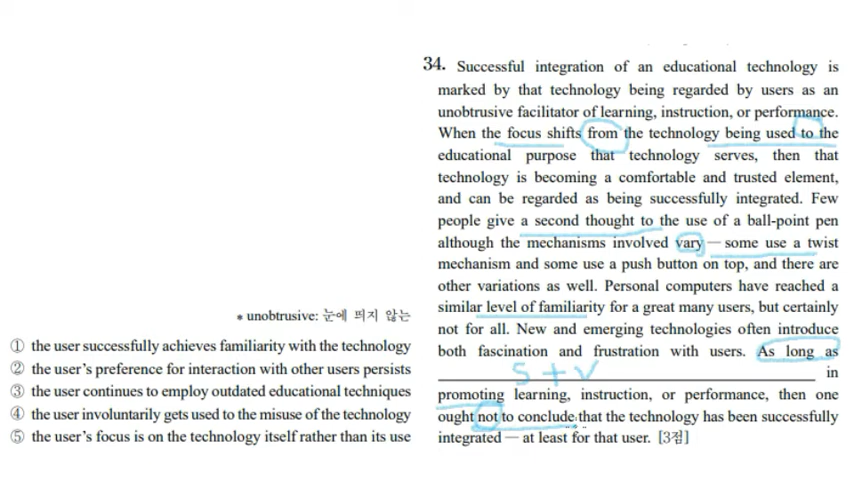 34. Successful integration of an educational technology is
marked by that technology being regarded by users as an
unobtrusive facilitator of learning, instruction, or performance.
When the focus shifts from the technology being used to the
educational purpose that technology serves, then that
technology is becoming a comfortable and trusted element,
and can be regarded as being successfully integrated. Few
people give a second thought to the use of a ball-point pen
although the mechanisms involved vary — some use a twist
mechanism and some use a push button on top, and there are
other variations as well. Personal computers have reached a
similar level of familiarity for a great many users, but certainly
not for all. New and emerging technologies often introduce
both fascination and frustration with users. As long as
S + V
in
promoting learning, instruction, or performance, then one
ought not to conclude that the technology has been successfully
integrated — at least for that user. [3점]
* unobtrusive: 눈에 띄지 않는
① the user successfully achieves familiarity with the technology
② the user's preference for interaction with other users persists
③ the user continues to employ outdated educational techniques
④ the user involuntarily gets used to the misuse of the technology
⑤ the user's focus is on the technology itself rather than its use